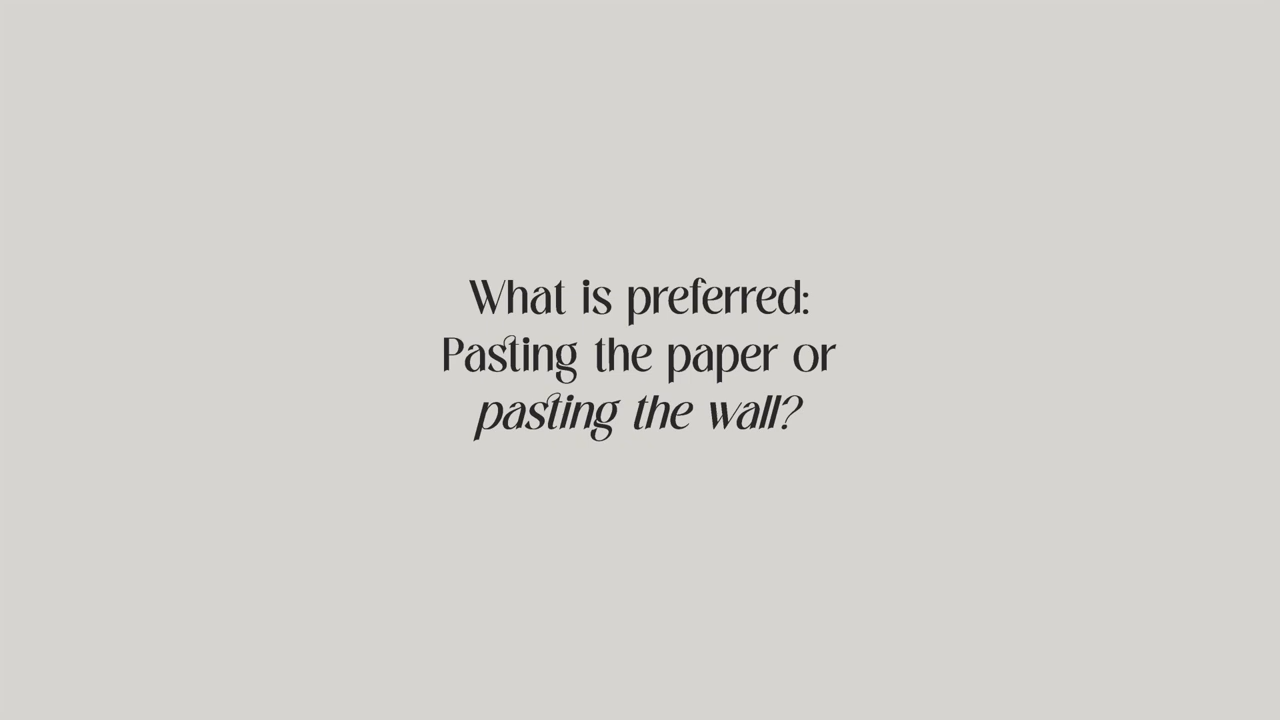 What is preferred:
Pasting the paper or
pasting the wall?